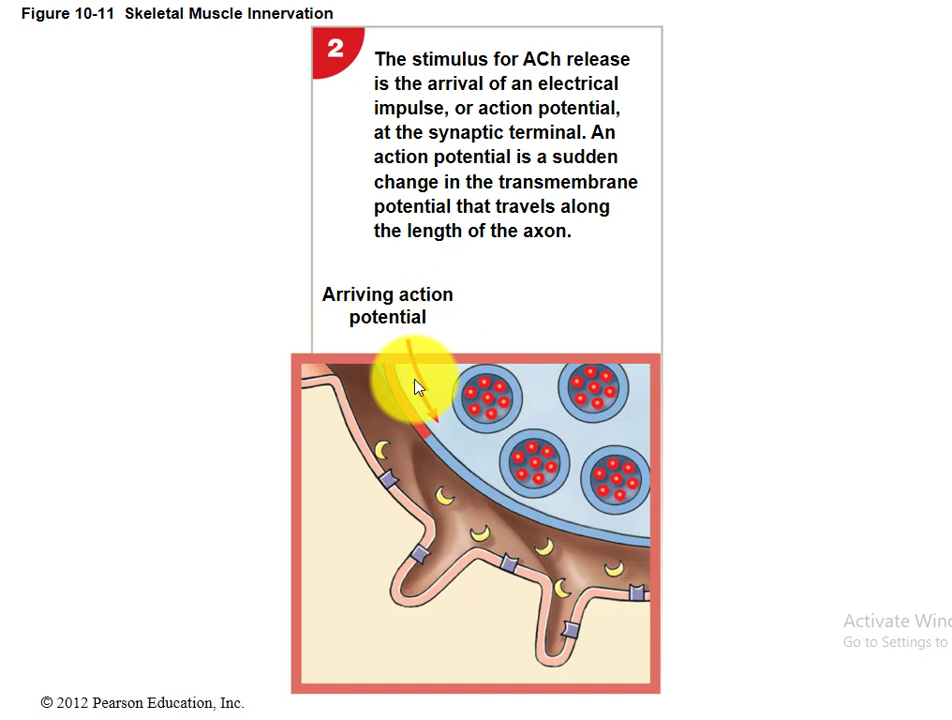 Figure 10-11 Skeletal Muscle Innervation
2
The stimulus for ACh release
is the arrival of an electrical
impulse, or action potential,
at the synaptic terminal. An
action potential is a sudden
change in the transmembrane
potential that travels along
the length of the axon.
Arriving action
potential
Activate Win
Go to Settings to
© 2012 Pearson Education, Inc.